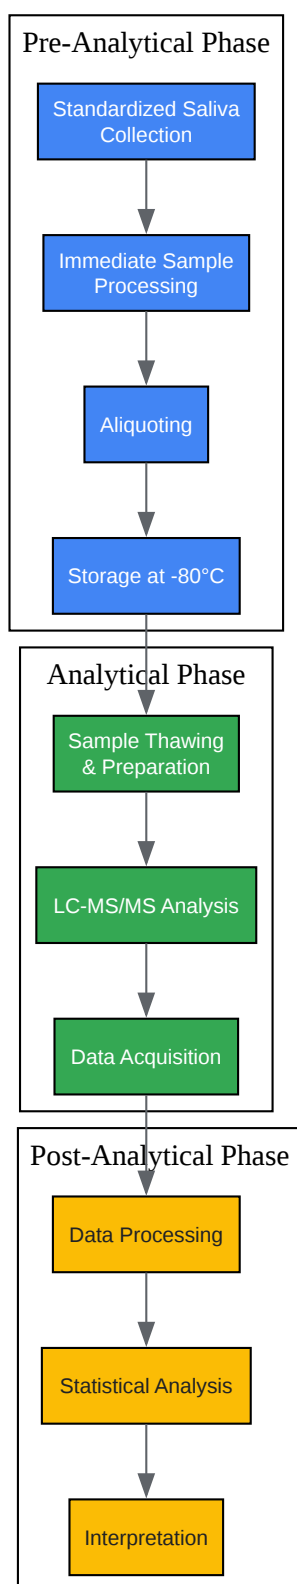 Pre-Analytical Phase
Standardized Saliva
Collection
Immediate Sample
Processing
Aliquoting
Storage at -80°C
Analytical Phase
Sample Thawing
& Preparation
LC-MS/MS Analysis
Data Acquisition
Post-Analytical Phase
Data Processing
Statistical Analysis
Interpretation